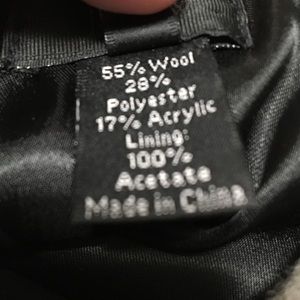 55% Wool
28%
Polyester
17% Acrylic
Lining:
100%
Acetate
Made in China